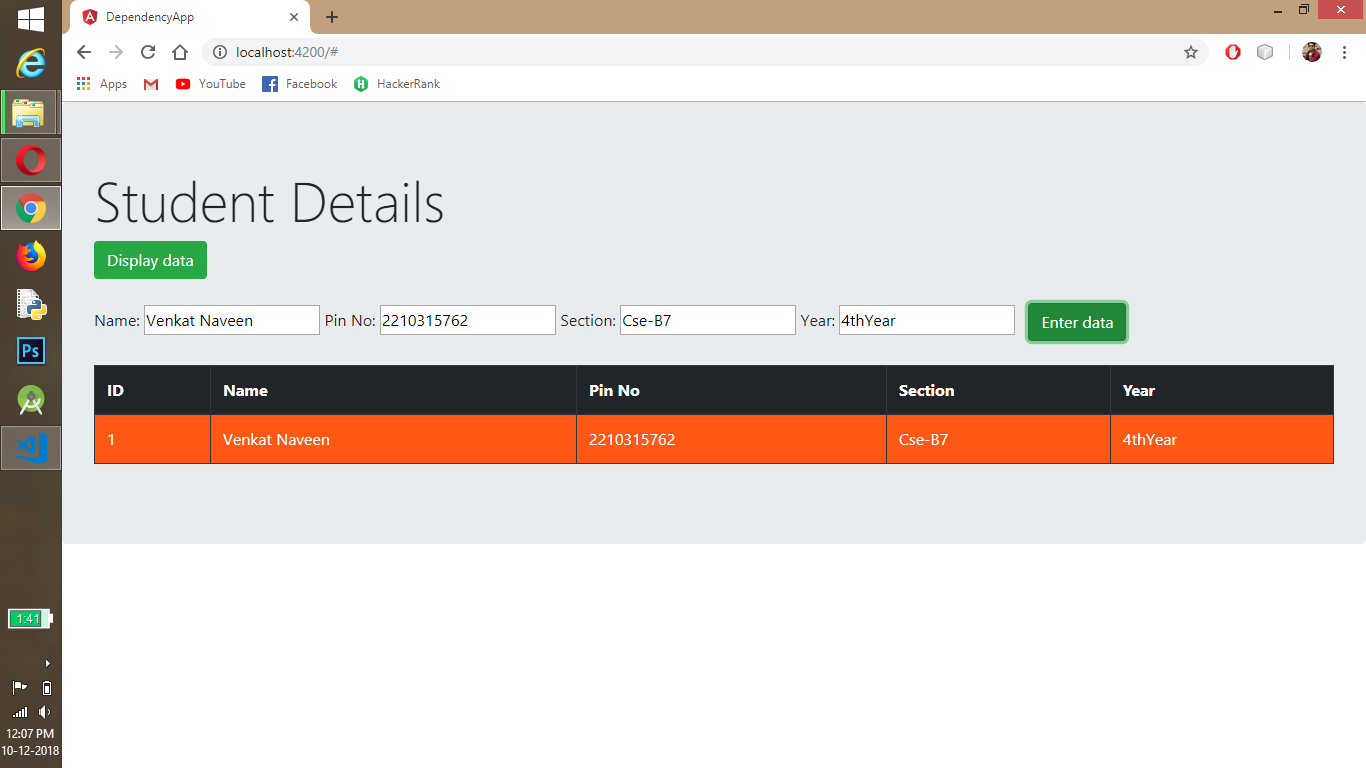 DependencyApp
localhost:4200/#
Apps YouTube Facebook HackerRank
Student Details
Display data
Name: Venkat Naveen Pin No: 2210315762 Section: Cse-B7 Year: 4thYear Enter data
ID Name Pin No Section Year
1 Venkat Naveen 2210315762 Cse-B7 4thYear
Ps
1:41
12:07 PM
10-12-2018